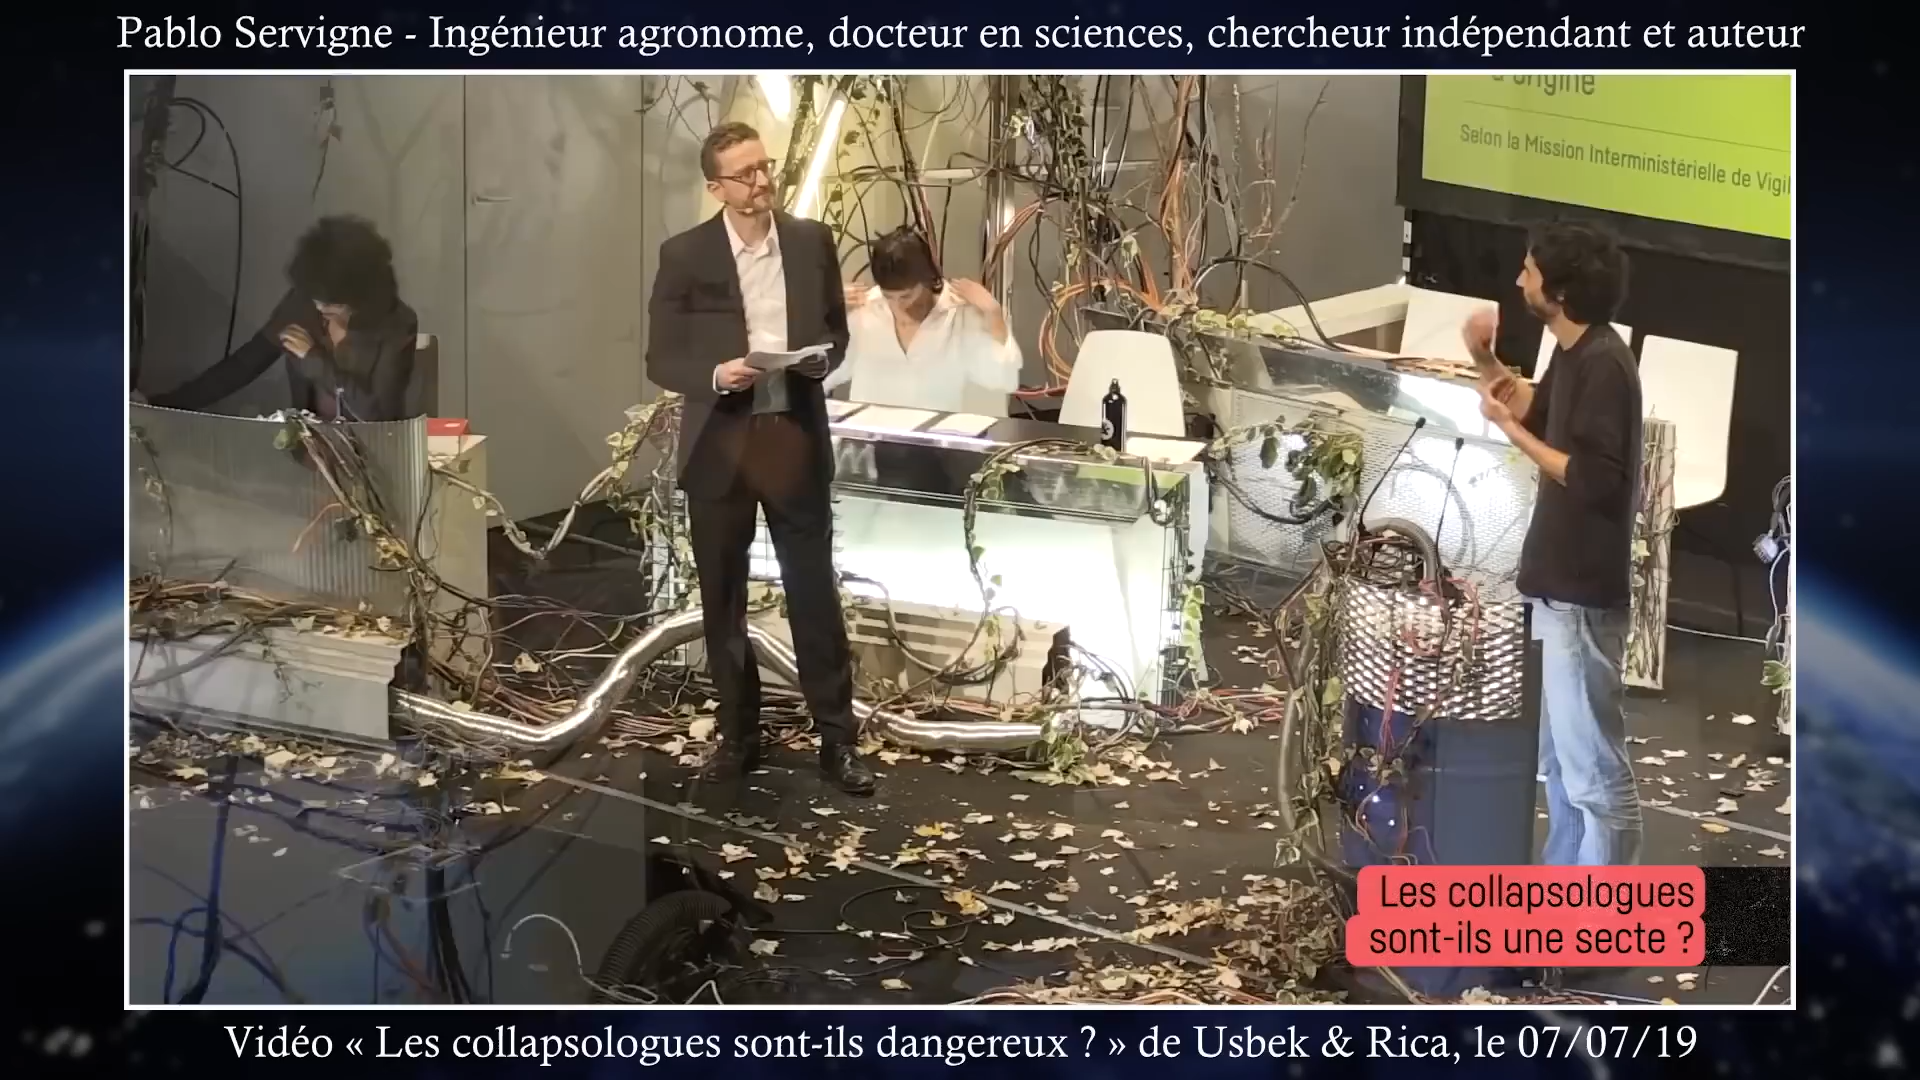 Pablo Servigne - Ingénieur agronome, docteur en sciences, chercheur indépendant et auteur
d'origine
Selon la Mission Interministérielle de Vigil
Les collapsologues
sont-ils une secte ?
Vidéo « Les collapsologues sont-ils dangereux ? » de Usbek & Rica, le 07/07/19